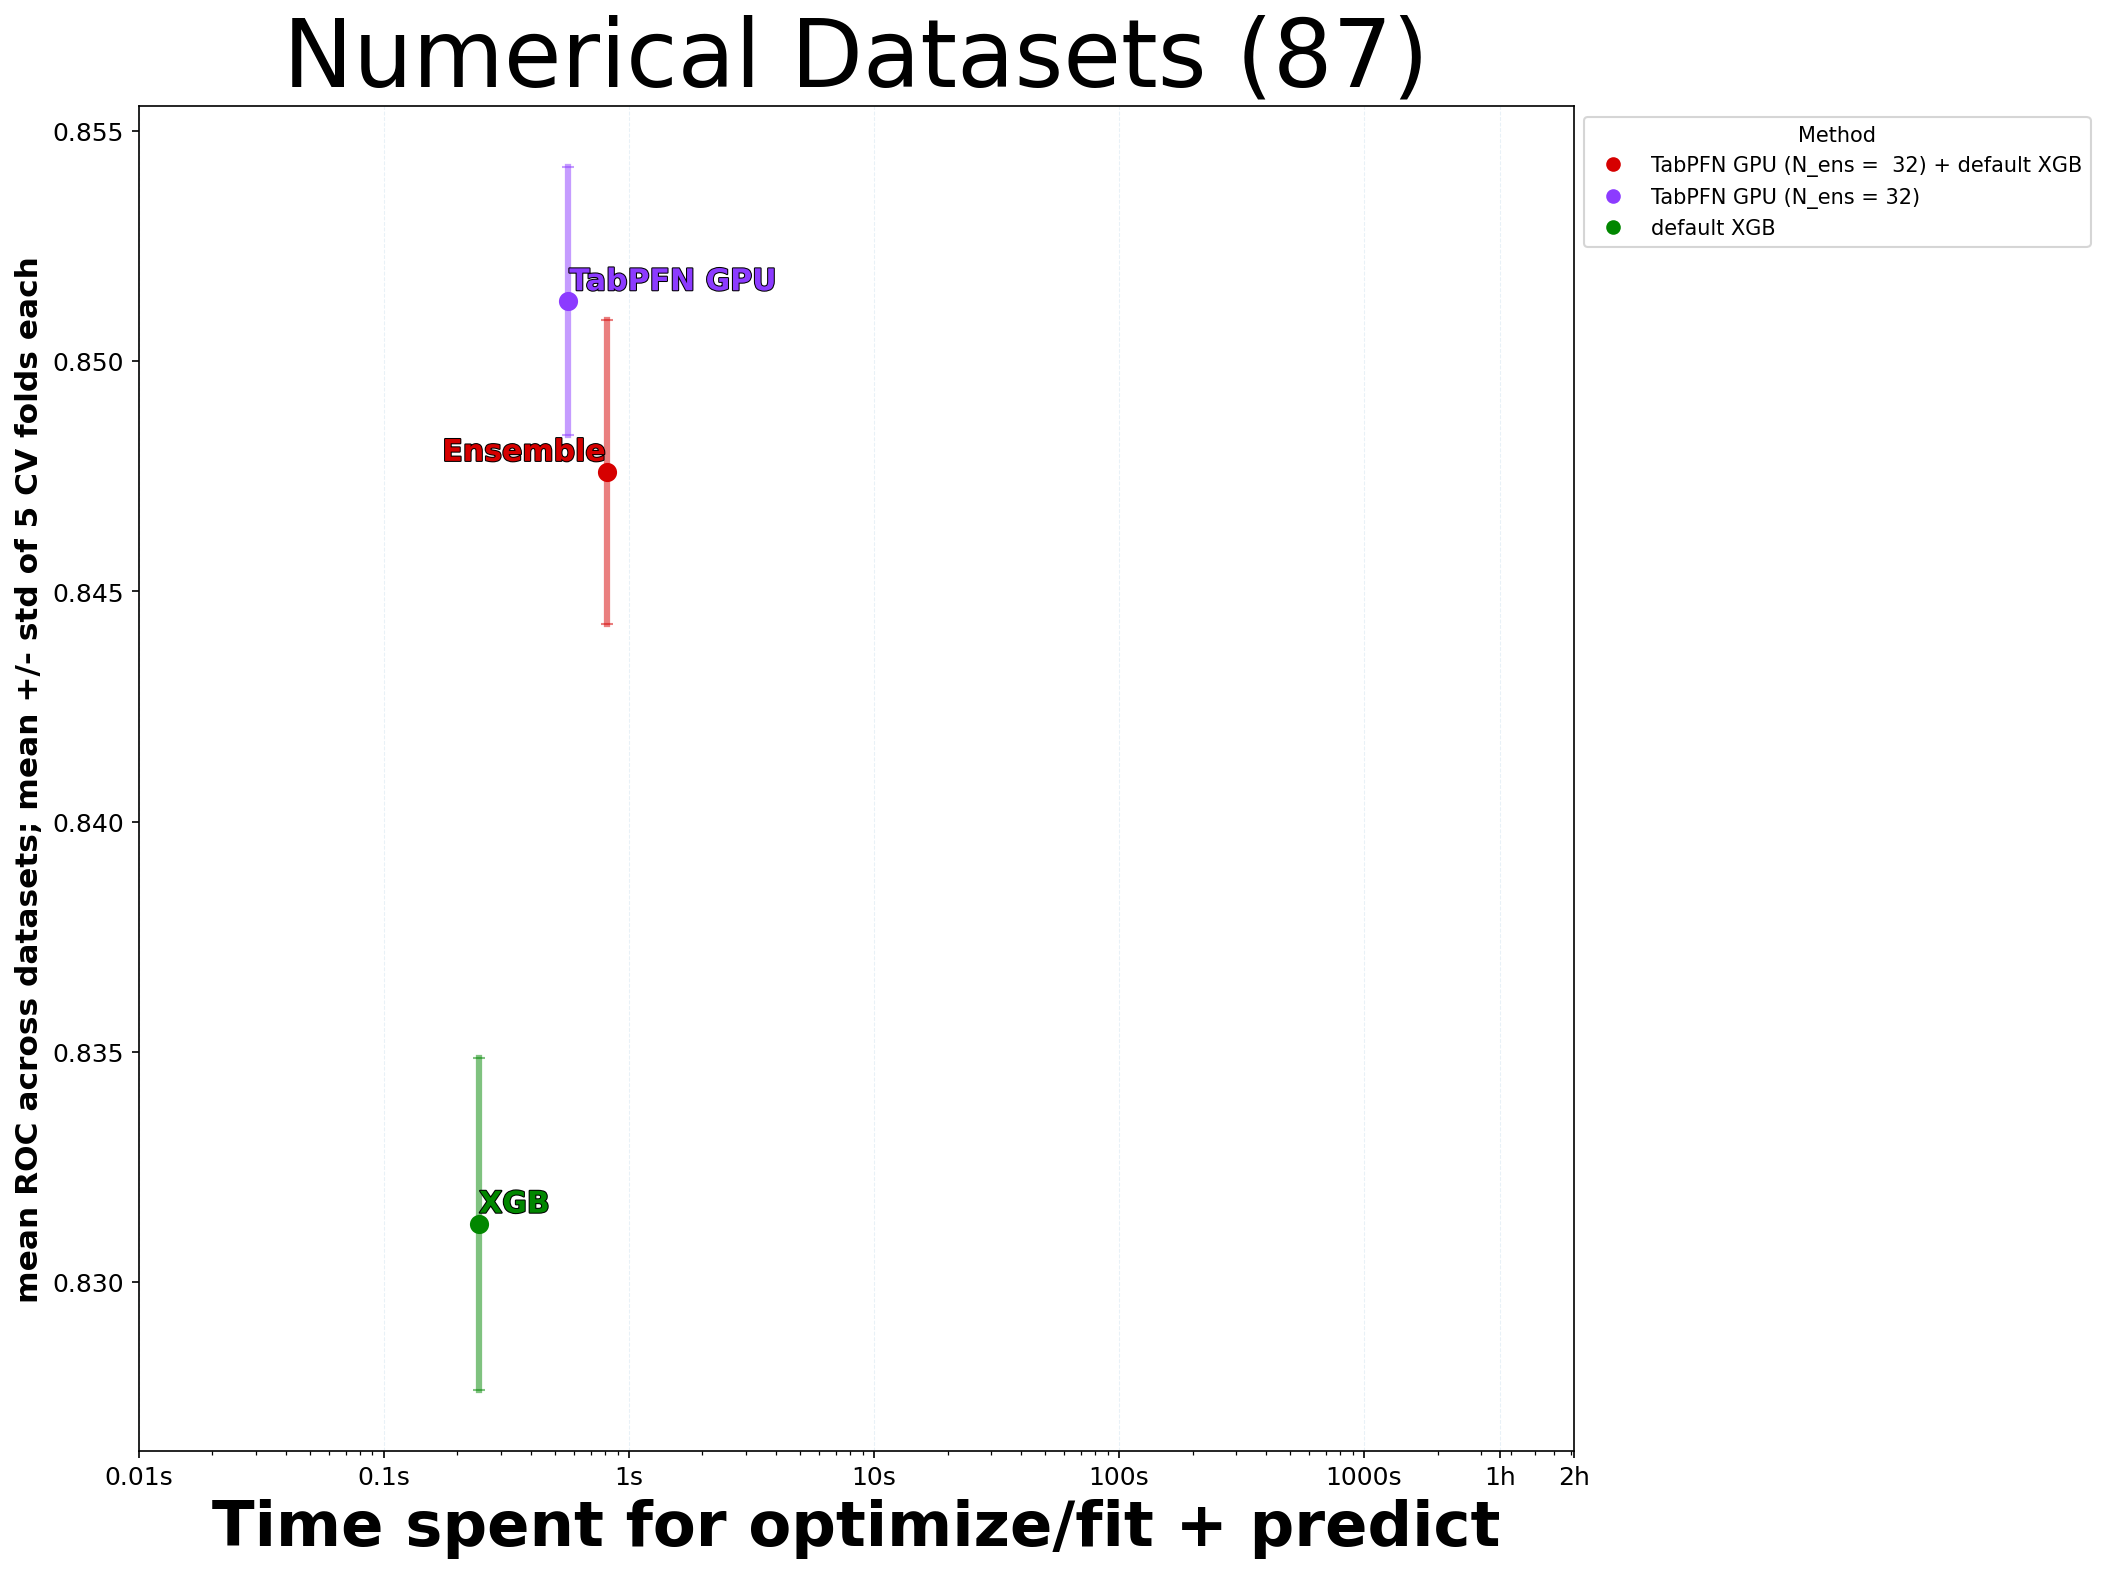 Numerical Datasets (87)
mean ROC across datasets; mean +/- std of 5 CV folds each
0.855
0.850
0.845
0.840
0.835
0.830
TabPFN GPU
Ensemble
XGB
0.01s 0.1s 1s 10s 100s 1000s 1h 2h
Time spent for optimize/fit + predict
Method
TabPFN GPU (N_ens =  32) + default XGB
TabPFN GPU (N_ens = 32)
default XGB